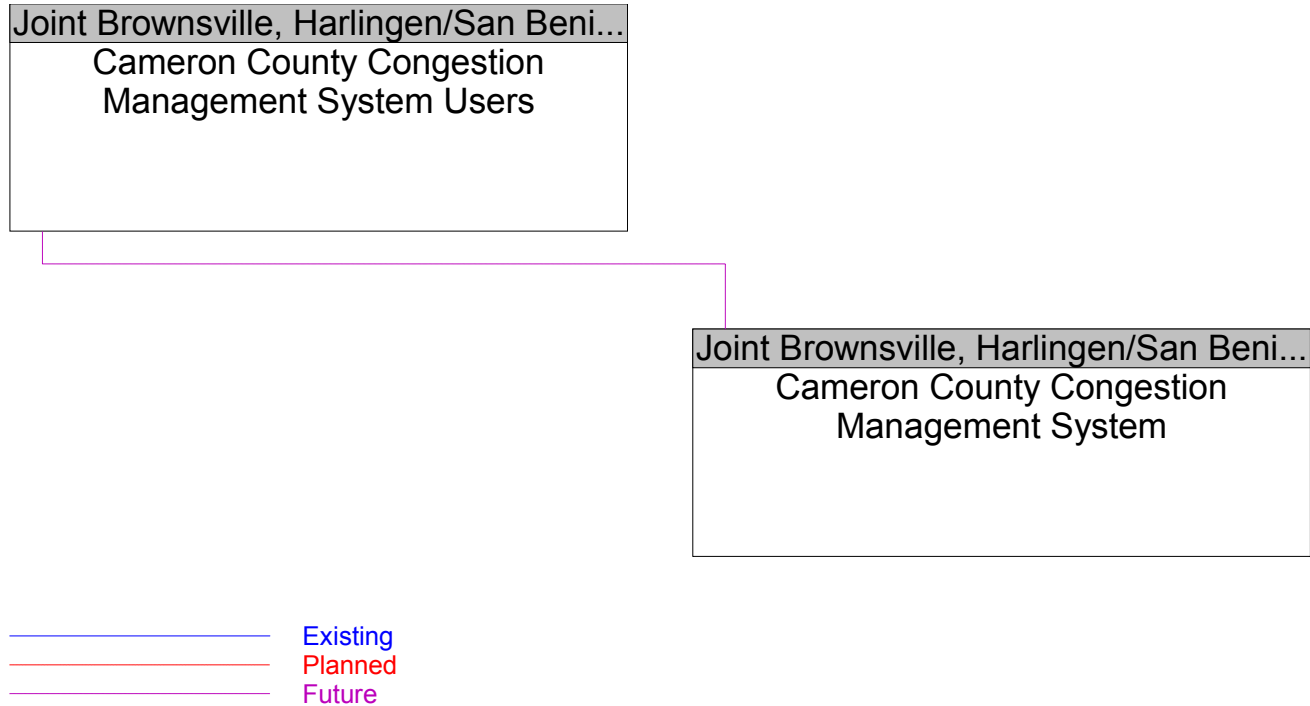 Joint Brownsville, Harlingen/San Beni...
Cameron County Congestion
Management System Users
Joint Brownsville, Harlingen/San Beni...
Cameron County Congestion
Management System
Existing
Planned
Future